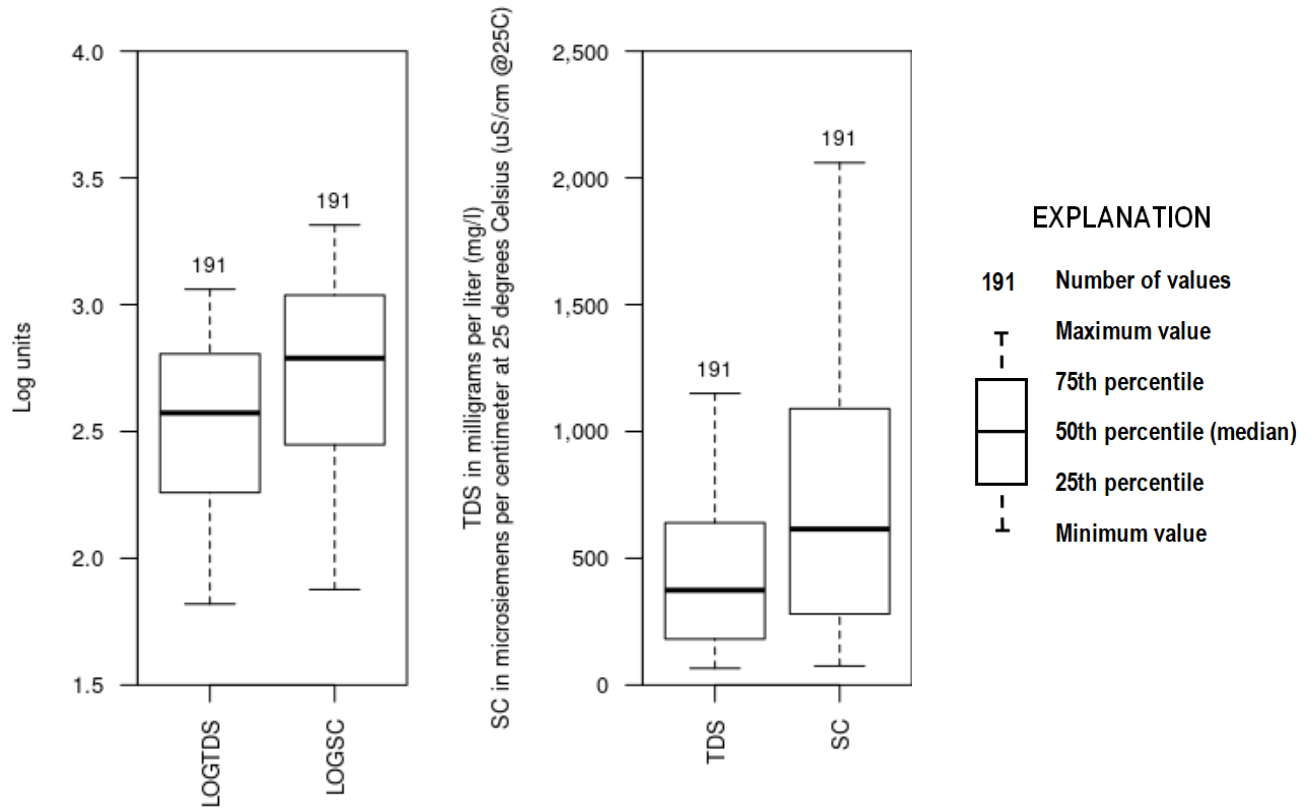 4.0
3.5
3.0
2.5
2.0
1.5
Log units
191
191
LOGTDS
LOGSC
TDS in milligrams per liter (mg/l)
SC in microsiemens per centimeter at 25 degrees Celsius (uS/cm @25C)
2,500
2,000
1,500
1,000
500
0
191
191
TDS
SC
EXPLANATION
191 Number of values
Maximum value
75th percentile
50th percentile (median)
25th percentile
Minimum value